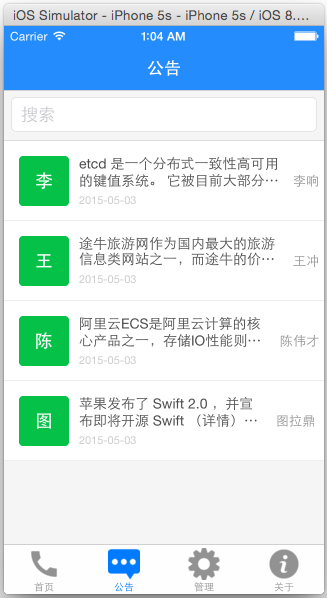 iOS Simulator - iPhone 5s - iPhone 5s / iOS 8....
Carrier 1:04 AM
公告
搜索
李
etcd 是一个分布式一致性高可用
的键值系统。 它被目前大部分…
李响
2015-05-03
王
途牛旅游网作为国内最大的旅游
信息类网站之一，而途牛的价…
王冲
2015-05-03
陈
阿里云ECS是阿里云计算的核
心产品之一，存储IO性能则…
陈伟才
2015-05-03
图
苹果发布了 Swift 2.0 ，并宣
布即将开源 Swift （详情）…
图拉鼎
2015-05-03
首页 公告 管理 关于